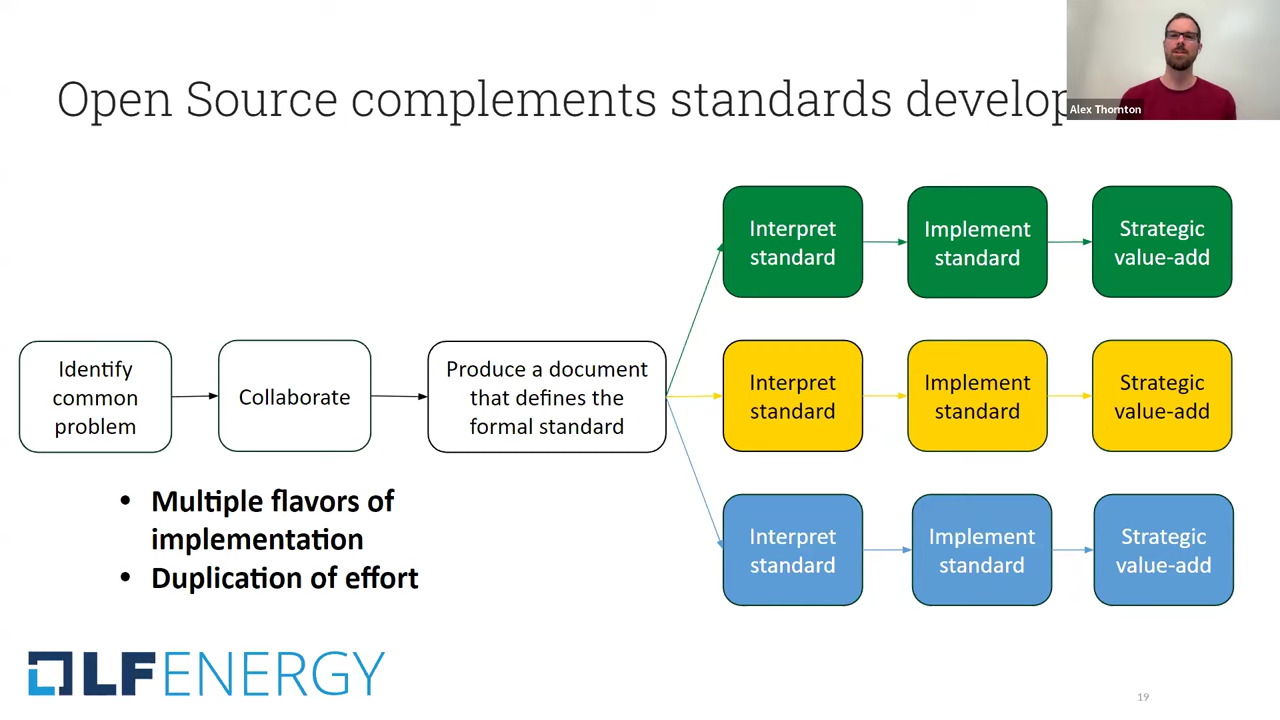 Open Source complements standards develop
Alex Thornton
Interpret
standard
Implement
standard
Strategic
value-add
Identify
common
problem
Collaborate
Produce a document
that defines the
formal standard
Interpret
standard
Implement
standard
Strategic
value-add
• Multiple flavors of
implementation
• Duplication of effort
Interpret
standard
Implement
standard
Strategic
value-add
LFENERGY
19